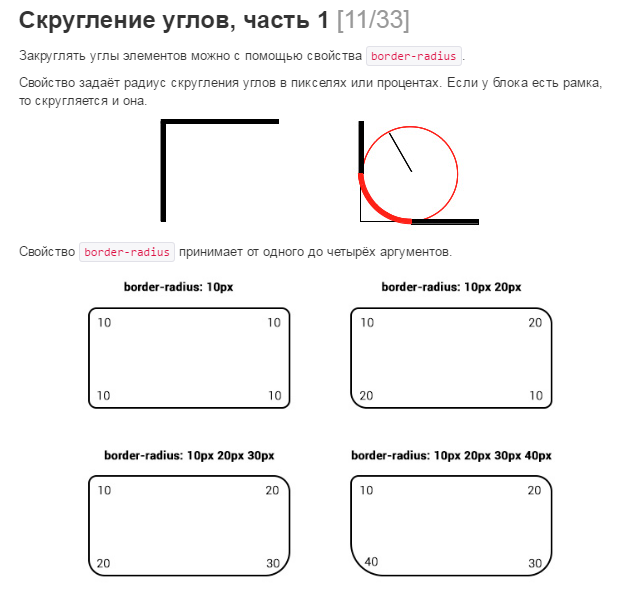 Скругление углов, часть 1 [11/33]
Закруглять углы элементов можно с помощью свойства border-radius.
Свойство задаёт радиус скругления углов в пикселях или процентах. Если у блока есть рамка,
то скругляется и она.
Свойство border-radius принимает от одного до четырёх аргументов.
border-radius: 10px
10 10
10 10
border-radius: 10px 20px
10 20
20 10
border-radius: 10px 20px 30px
10 20
20 30
border-radius: 10px 20px 30px 40px
10 20
40 30